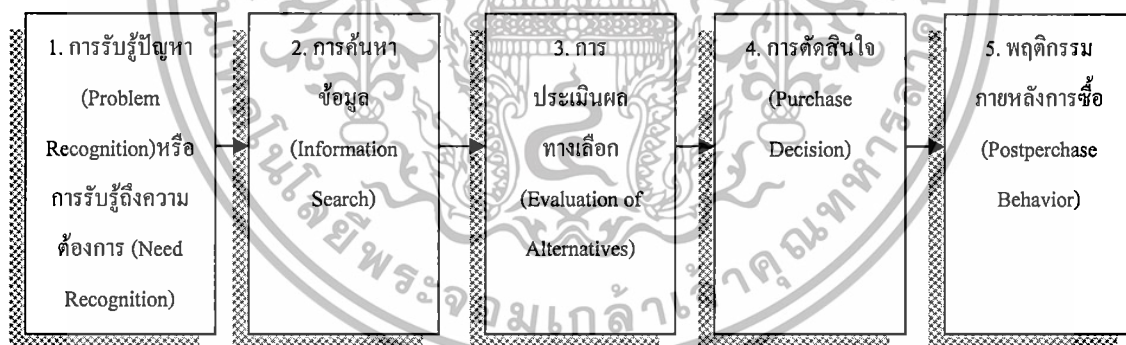 1. การรับรู้ปัญหา
(Problem
Recognition)หรือ
การรับรู้ถึงความ
ต้องการ (Need
Recognition)
2. การค้นหา
ข้อมูล
(Information
Search)
3. การ
ประเมินผล
ทางเลือก
(Evaluation of
Alternatives)
4. การตัดสินใจ
(Purchase
Decision)
5. พฤติกรรม
ภายหลังการซื้อ
(Postperchase
Behavior)